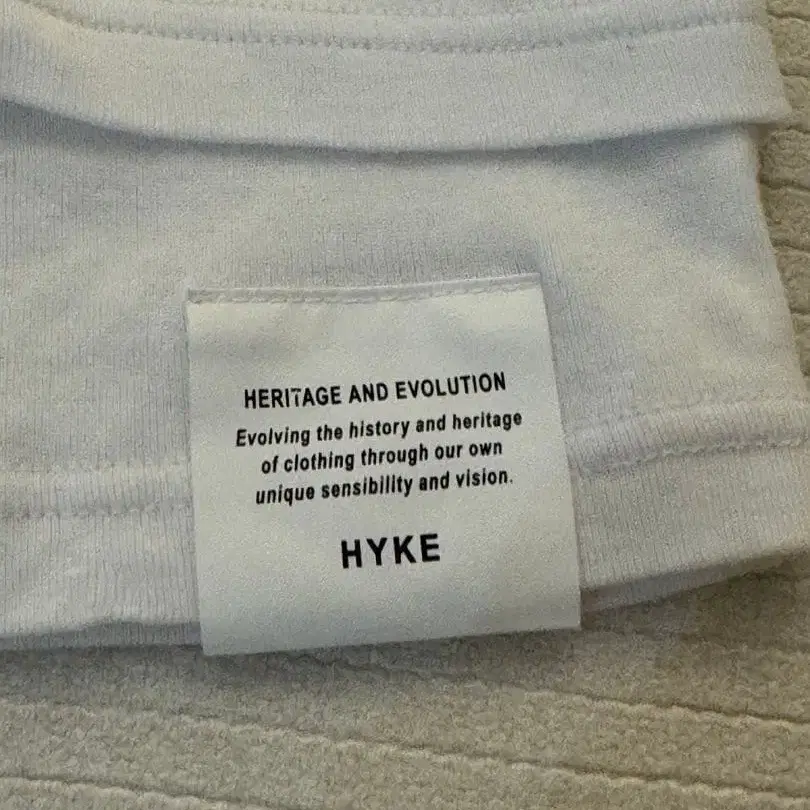 HERITAGE AND EVOLUTION
Evolving the history and heritage
of clothing through our own
unique sensibility and vision.
HYKE